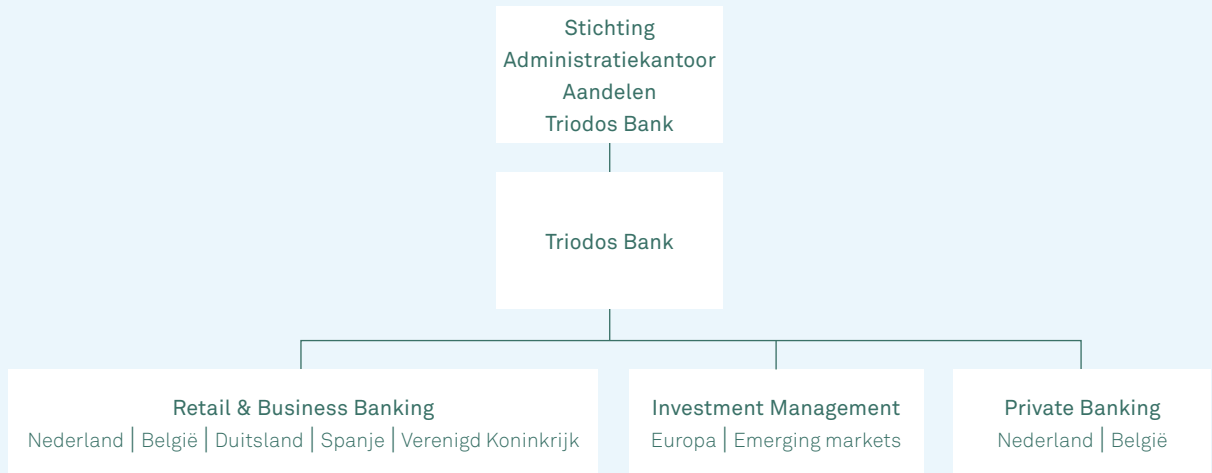 Stichting
Administratiekantoor
Aandelen
Triodos Bank
Triodos Bank
Retail & Business Banking
Nederland | België | Duitsland | Spanje | Verenigd Koninkrijk
Investment Management
Europa | Emerging markets
Private Banking
Nederland | België